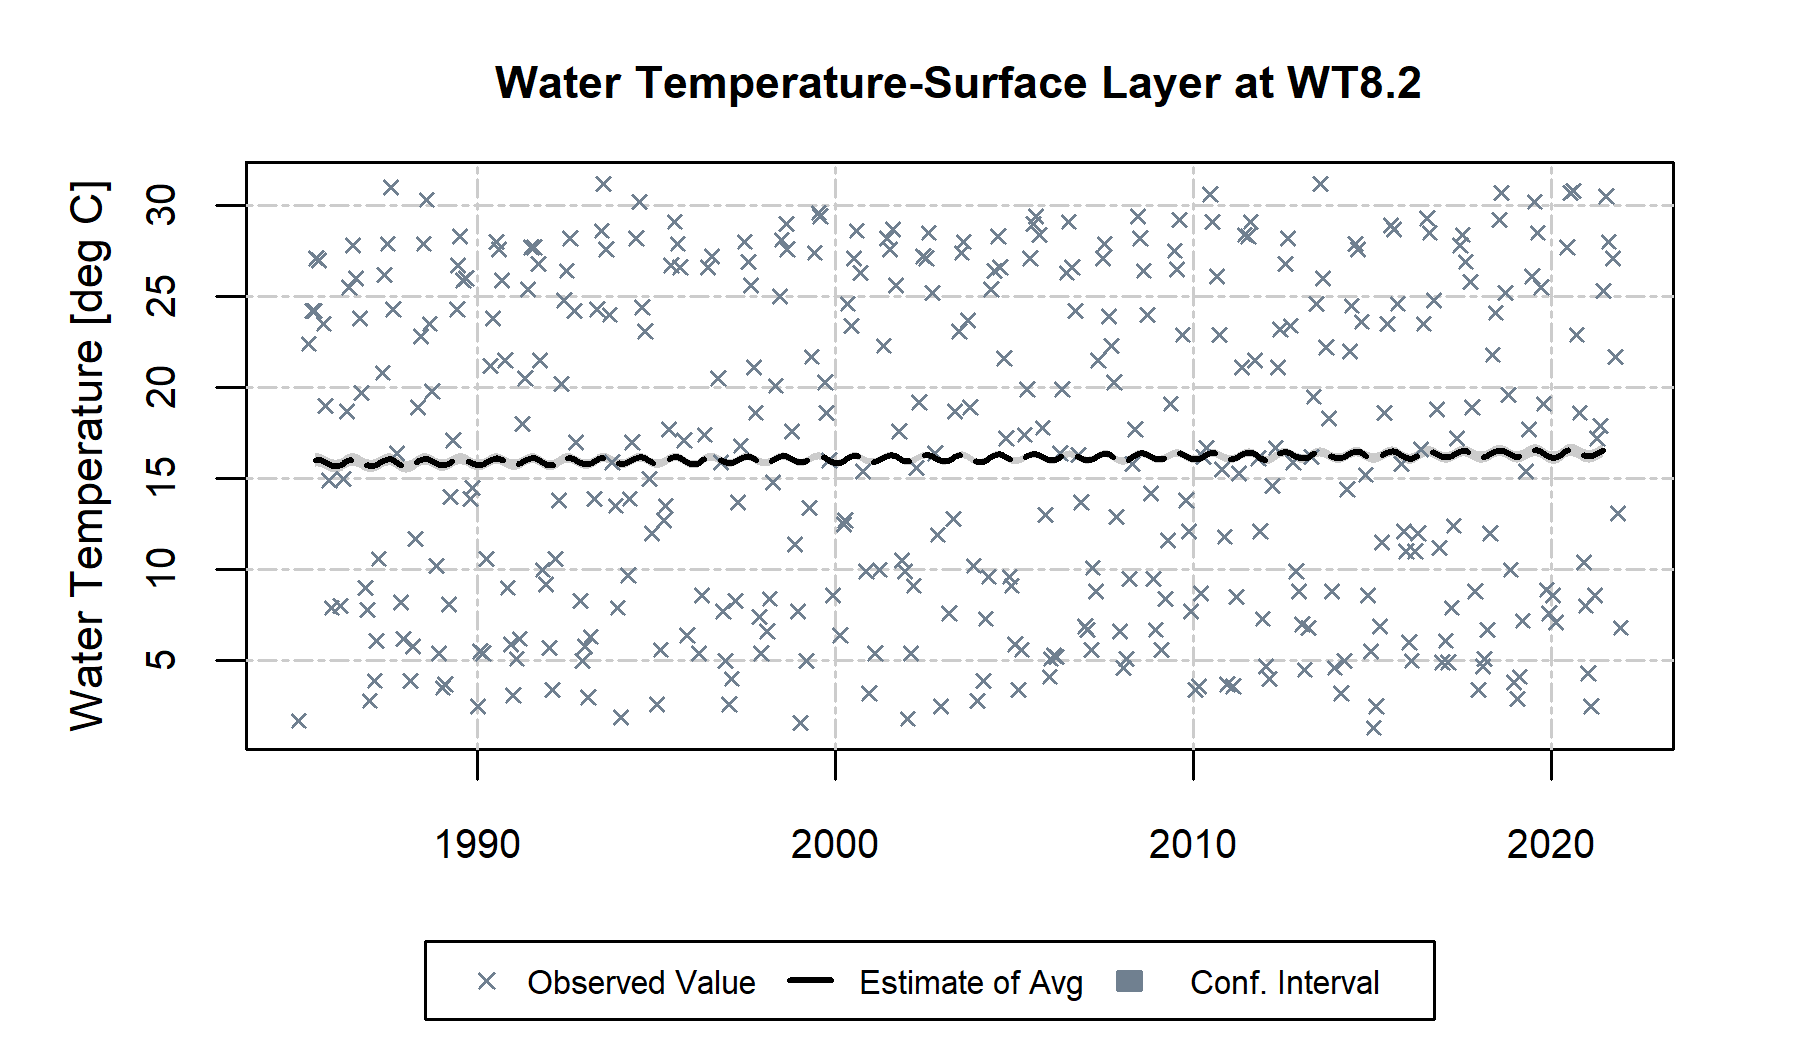 Water Temperature-Surface Layer at WT8.2
Water Temperature [deg C]
30
25
20
15
10
5
1990 2000 2010 2020
Observed Value Estimate of Avg Conf. Interval